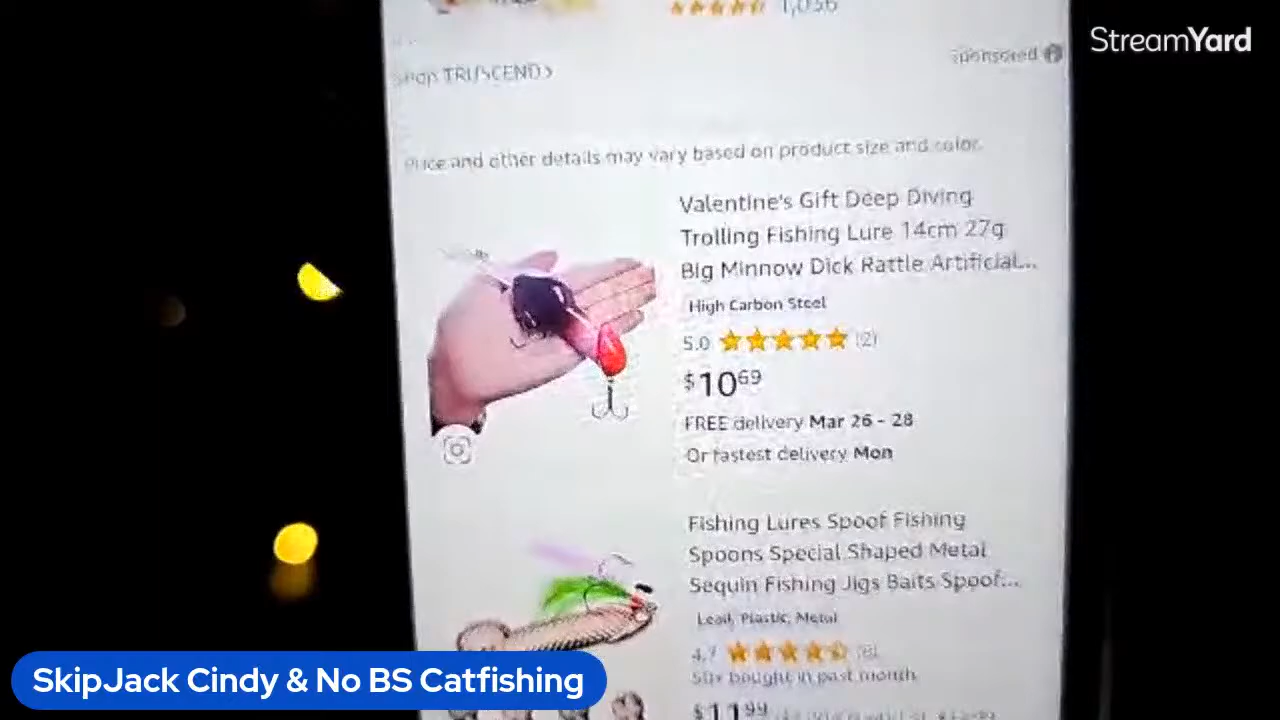 1,036
StreamYard
Sponsored
Shop TRUSCEND>
Price and other details may vary based on product size and color.
Valentine's Gift Deep Diving
Trolling Fishing Lure 14cm 27g
Big Minnow Dick Rattle Artificial...
High Carbon Steel
5.0 (2)
$10 69
FREE delivery Mar 26 - 28
Or fastest delivery Mon
Fishing Lures Spoof Fishing
Spoons Special Shaped Metal
Sequin Fishing Jigs Baits Spoof...
Lead, Plastic, Metal
4.7
50+ bought in past month
$11 99
SkipJack Cindy & No BS Catfishing